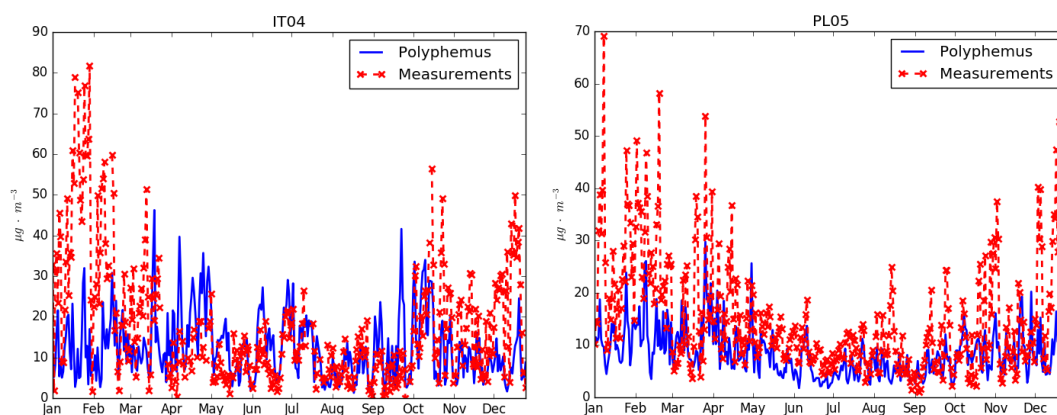 IT04
90
80
70
60
50
40
30
20
10
0
μg · m⁻³
Polyphemus
Measurements
Jan Feb Mar Apr May Jun Jul Aug Sep Oct Nov Dec
PL05
70
60
50
40
30
20
10
0
μg · m⁻³
Polyphemus
Measurements
Jan Feb Mar Apr May Jun Jul Aug Sep Oct Nov Dec